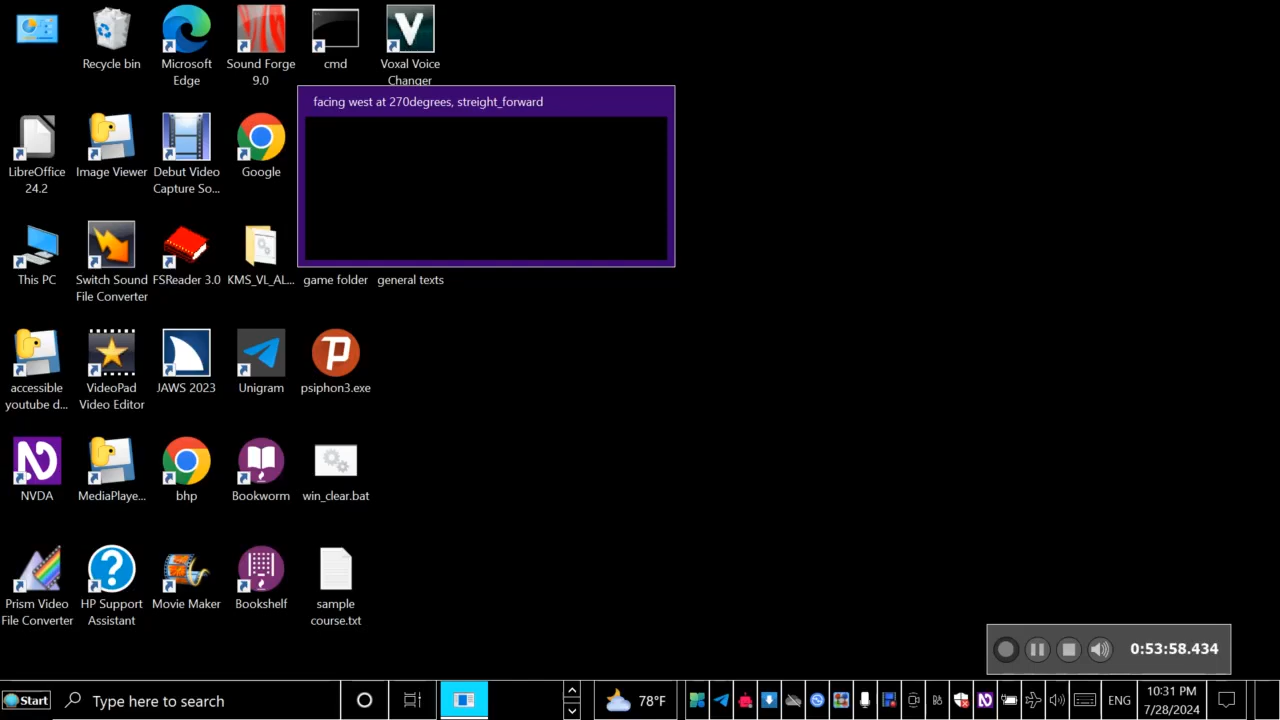 Recycle bin
Microsoft
Edge
Sound Forge
9.0
cmd
Voxal Voice
Changer
facing west at 270degrees, streight_forward
LibreOffice
24.2
Image Viewer
Debut Video
Capture So...
Google
This PC
Switch Sound
File Converter
FSReader 3.0
KMS_VL_AL...
game folder
general texts
accessible
youtube d...
VideoPad
Video Editor
JAWS 2023
Unigram
psiphon3.exe
NVDA
MediaPlaye...
bhp
Bookworm
win_clear.bat
Prism Video
File Converter
HP Support
Assistant
Movie Maker
Bookshelf
sample
course.txt
0:53:58.434
Start
Type here to search
78°F
ENG
10:31 PM
7/28/2024